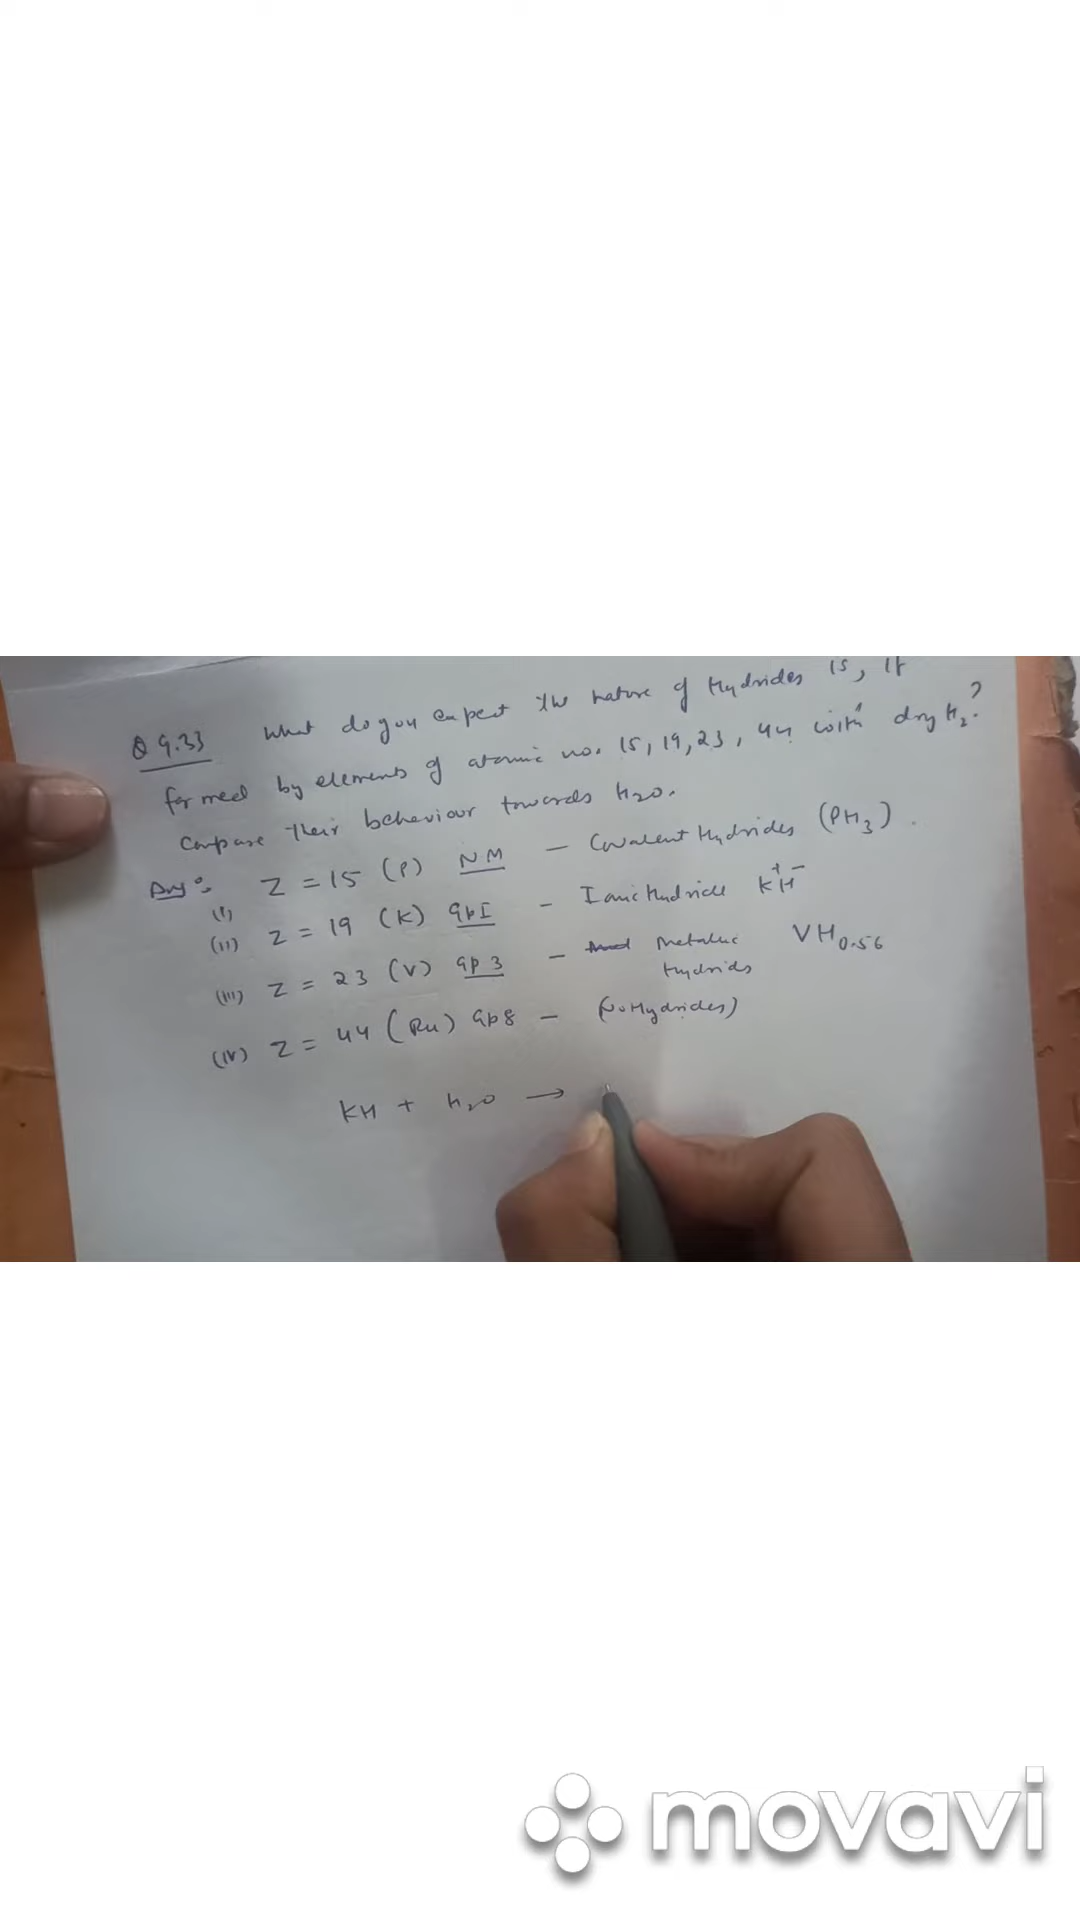 Q 9.33 What do you expect the nature of Hydrides is, if
formed by elements of atomic no. 15, 19, 23, 44 with dry H2?
Compare their behaviour towards H2O.
Ans:
(i) Z = 15 (P) NM — Covalent Hydrides (PH3).
(ii) Z = 19 (K) Gp I — Ionic Hydride K+H-
(iii) Z = 23 (V) Gp 3 — Metallic Hydrids VH0.56
(iv) Z = 44 (Ru) Gp 8 — (No Hydrides)
KH + H2O →
movavi